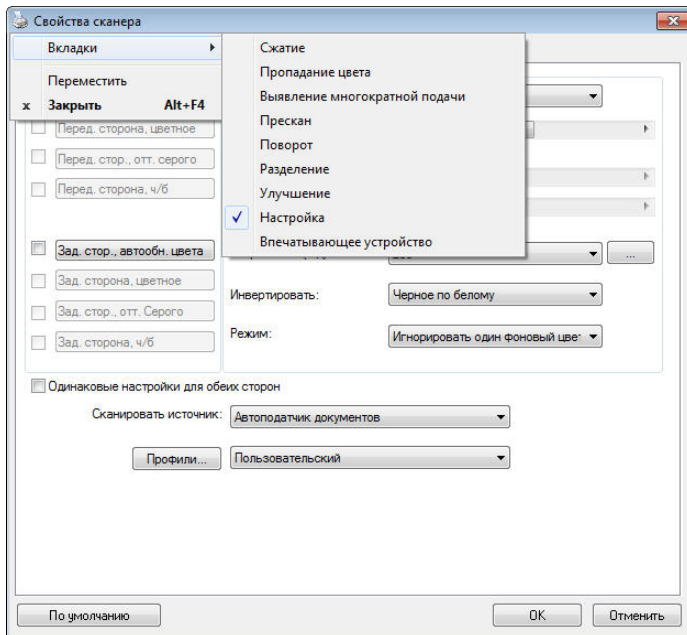 Свойства сканера
Вкладки
Переместить
x Закрыть Alt+F4
Сжатие
Пропадание цвета
Выявление многократной подачи
Прескан
Поворот
Разделение
Улучшение
Настройка
Впечатывающее устройство
Перед. сторона, цветное
Перед. стор., отт. серого
Перед. сторона, ч/б
Зад. стор., автообн. цвета
...
Зад. сторона, цветное
Инвертировать: Черное по белому
Зад. стор., отт. Серого
Режим: Игнорировать один фоновый цвет
Зад. сторона, ч/б
Одинаковые настройки для обеих сторон
Сканировать источник: Автоподатчик документов
Профили... Пользовательский
По умолчанию OK Отменить